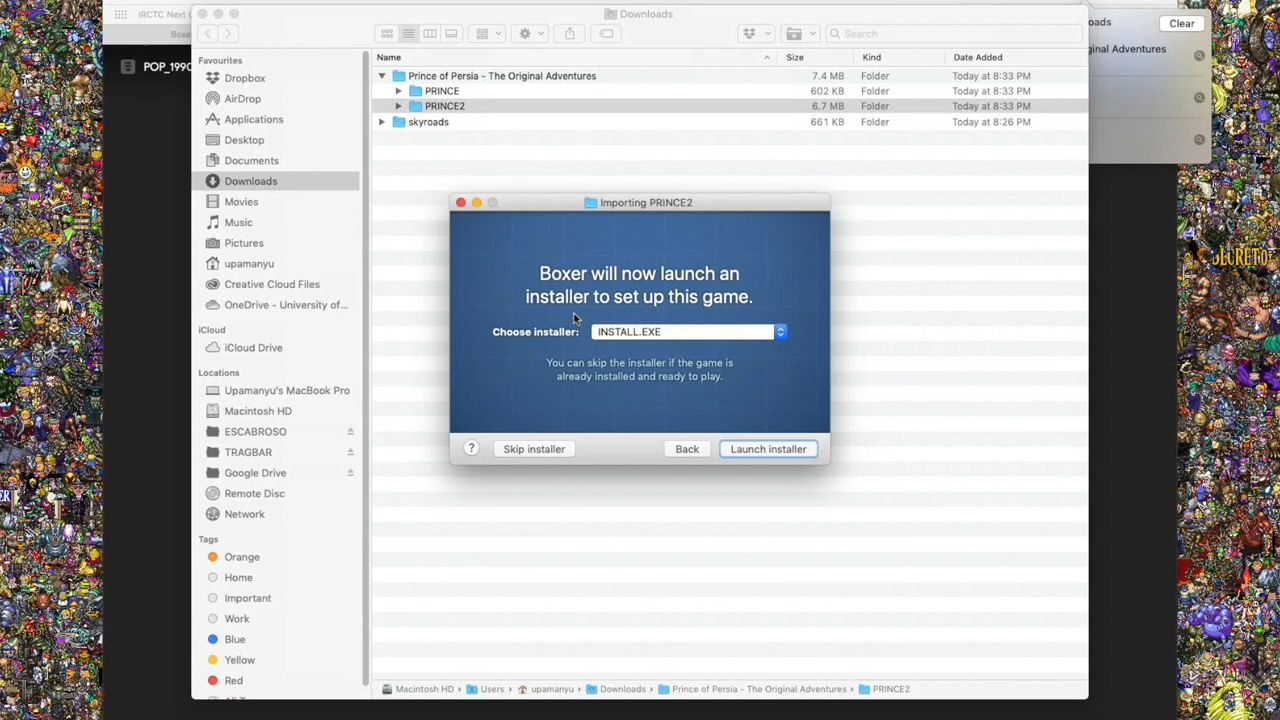 IRCTC Next G
Downloads
oads
Clear
Boxe
ginal Adventures
Search
POP_1990
Favourites
Dropbox
AirDrop
Applications
Desktop
Documents
Downloads
Movies
Music
Pictures
upamanyu
Creative Cloud Files
OneDrive - University of...
iCloud
iCloud Drive
Locations
Upamanyu's MacBook Pro
Macintosh HD
ESCABROSO
TRAGBAR
Google Drive
Remote Disc
Network
Tags
Orange
Home
Important
Work
Blue
Yellow
Red
Name Size Kind Date Added
Prince of Persia - The Original Adventures 7.4 MB Folder Today at 8:33 PM
PRINCE 602 KB Folder Today at 8:33 PM
PRINCE2 6.7 MB Folder Today at 8:33 PM
skyroads 661 KB Folder Today at 8:26 PM
Importing PRINCE2
Boxer will now launch an
installer to set up this game.
Choose installer: INSTALL.EXE
You can skip the installer if the game is
already installed and ready to play.
? Skip installer Back Launch installer
Macintosh HD Users upamanyu Downloads Prince of Persia - The Original Adventures PRINCE2